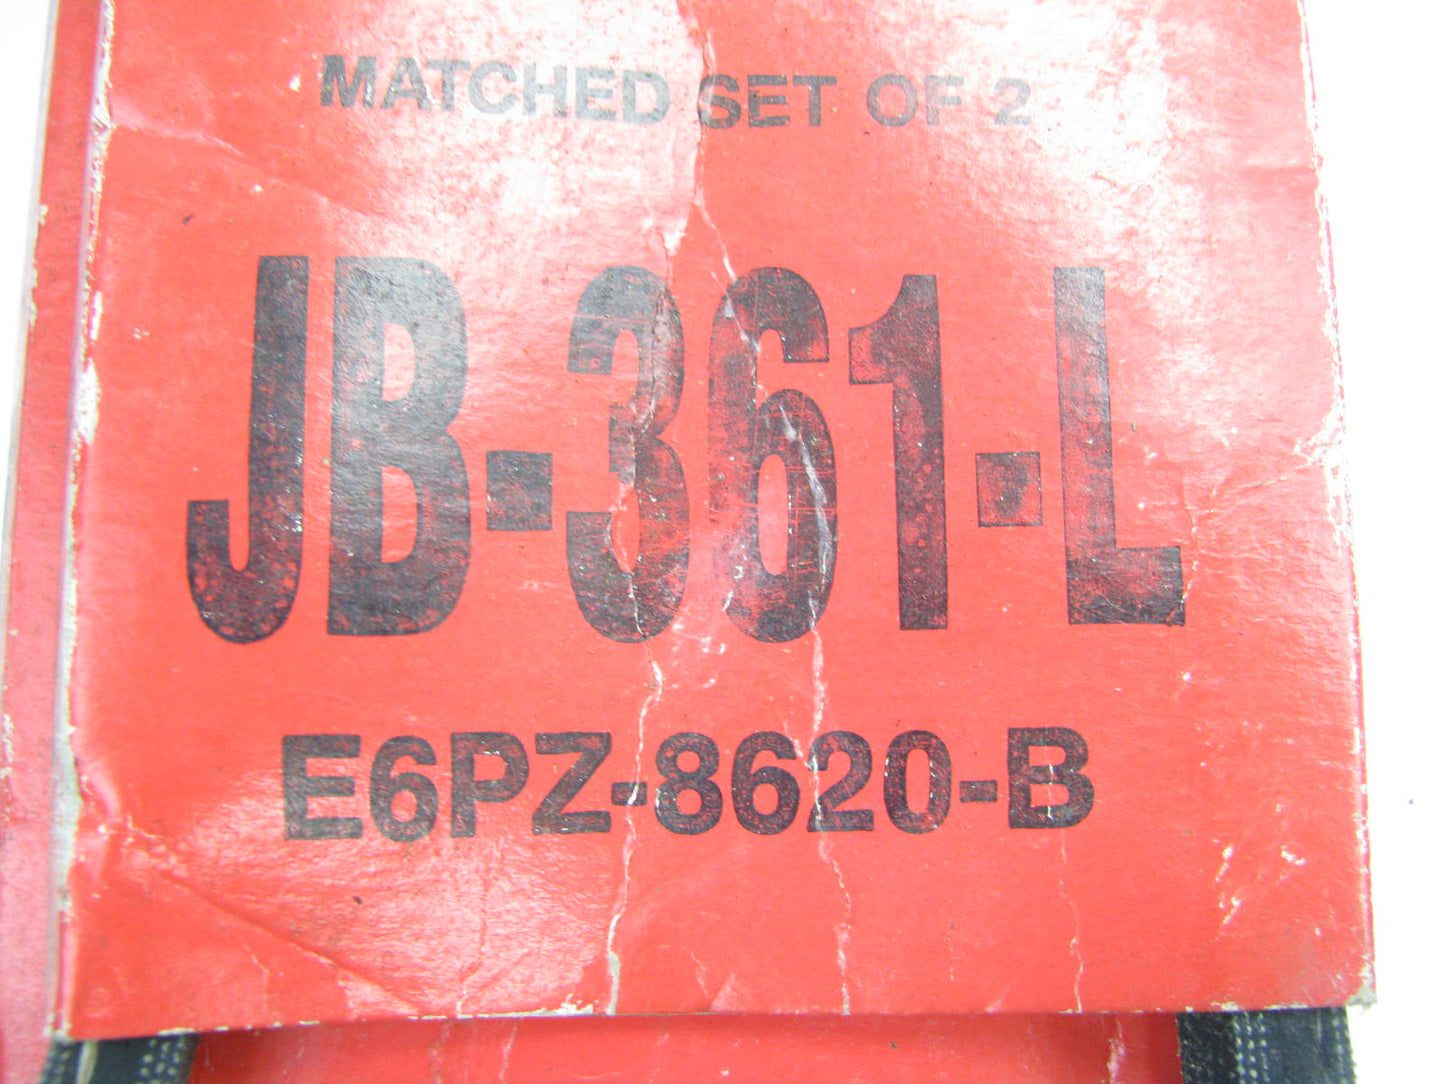 MATCHED SET OF 2
JB-361-L
E6PZ-8620-B